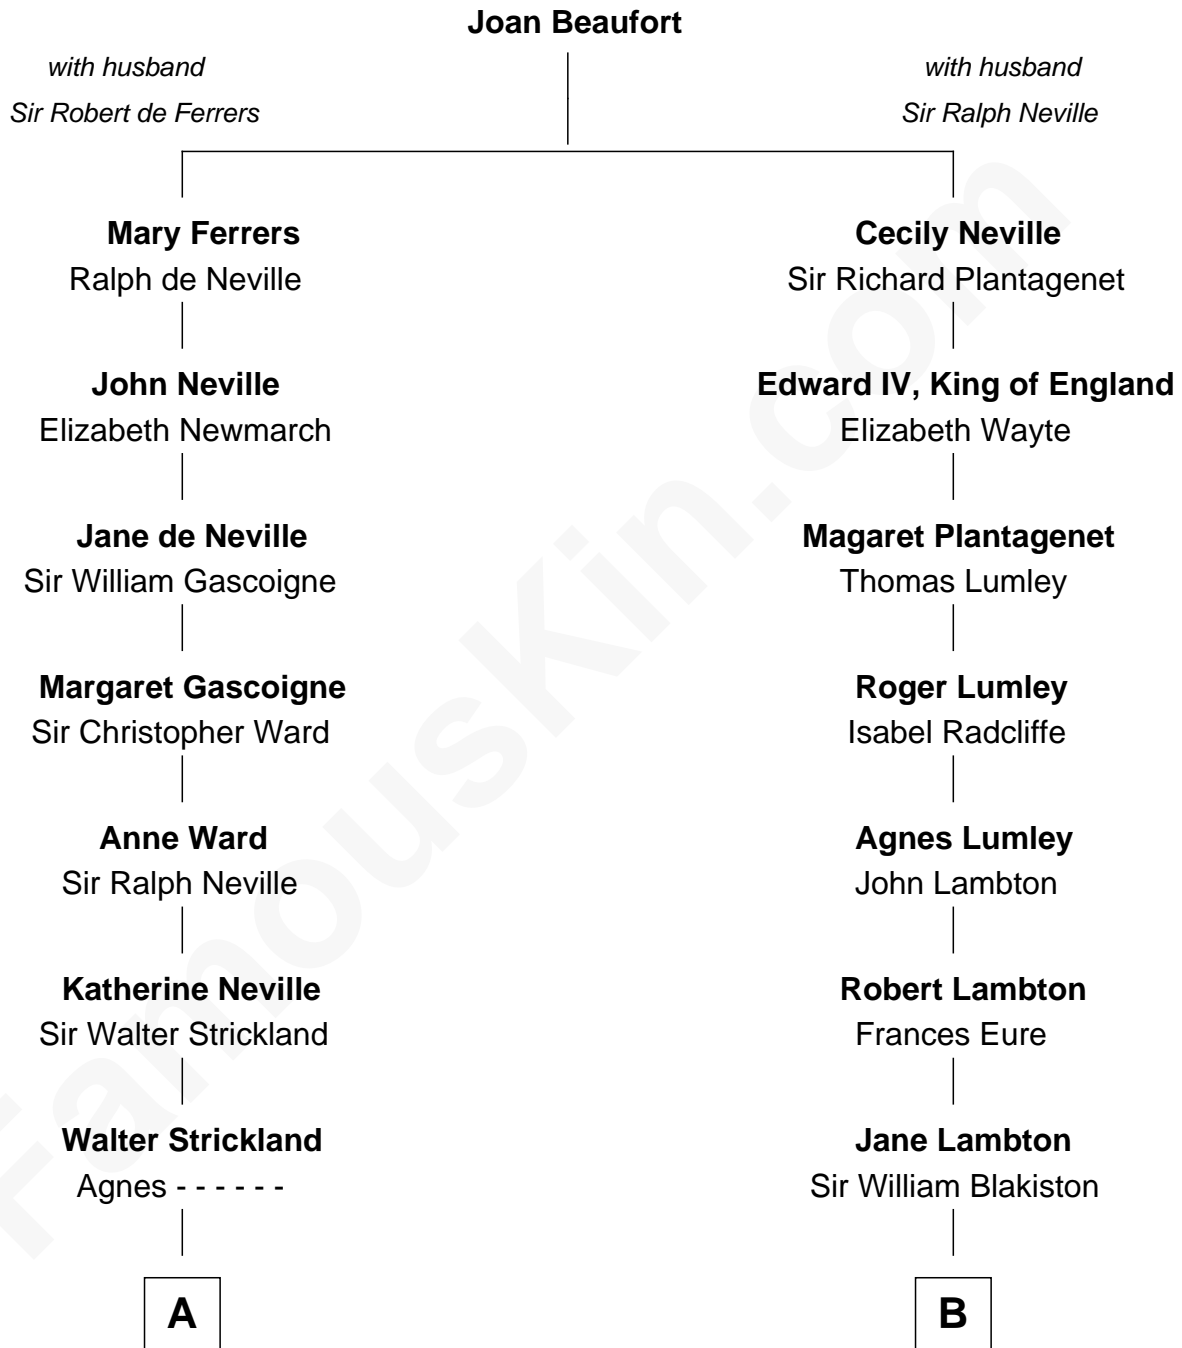 Joan Beaufort
with husband
Sir Robert de Ferrers
with husband
Sir Ralph Neville
Mary Ferrers
Ralph de Neville
Cecily Neville
Sir Richard Plantagenet
John Neville
Elizabeth Newmarch
Edward IV, King of England
Elizabeth Wayte
Jane de Neville
Sir William Gascoigne
Magaret Plantagenet
Thomas Lumley
Margaret Gascoigne
Sir Christopher Ward
Roger Lumley
Isabel Radcliffe
Anne Ward
Sir Ralph Neville
Agnes Lumley
John Lambton
Katherine Neville
Sir Walter Strickland
Robert Lambton
Frances Eure
Walter Strickland
Agnes - - - - - -
Jane Lambton
Sir William Blakiston
A
B
FamousKin.com